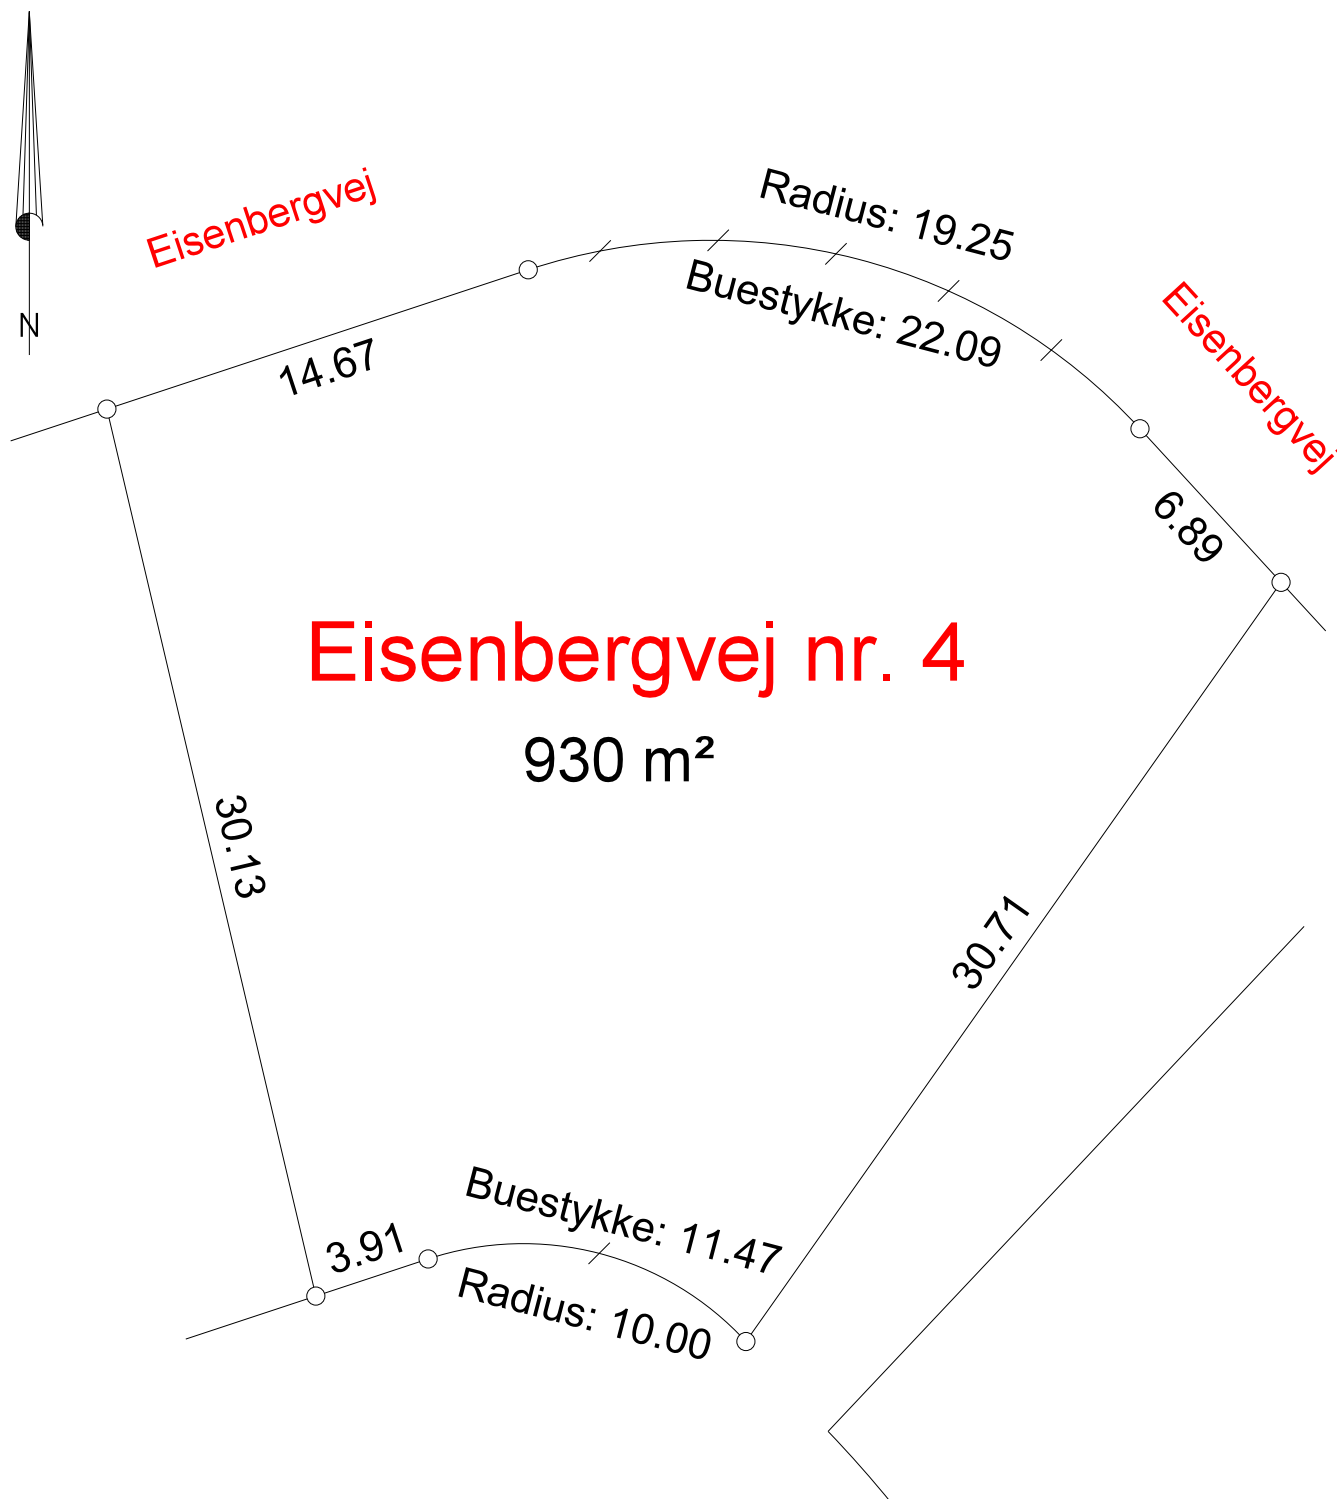 Eisenbergvej
Radius: 19.25
Buestykke: 22.09
Eisenbergvej
N
14.67
6.89
Eisenbergvej nr. 4
930 m²
30.13
30.71
Buestykke: 11.47
3.91
Radius: 10.00